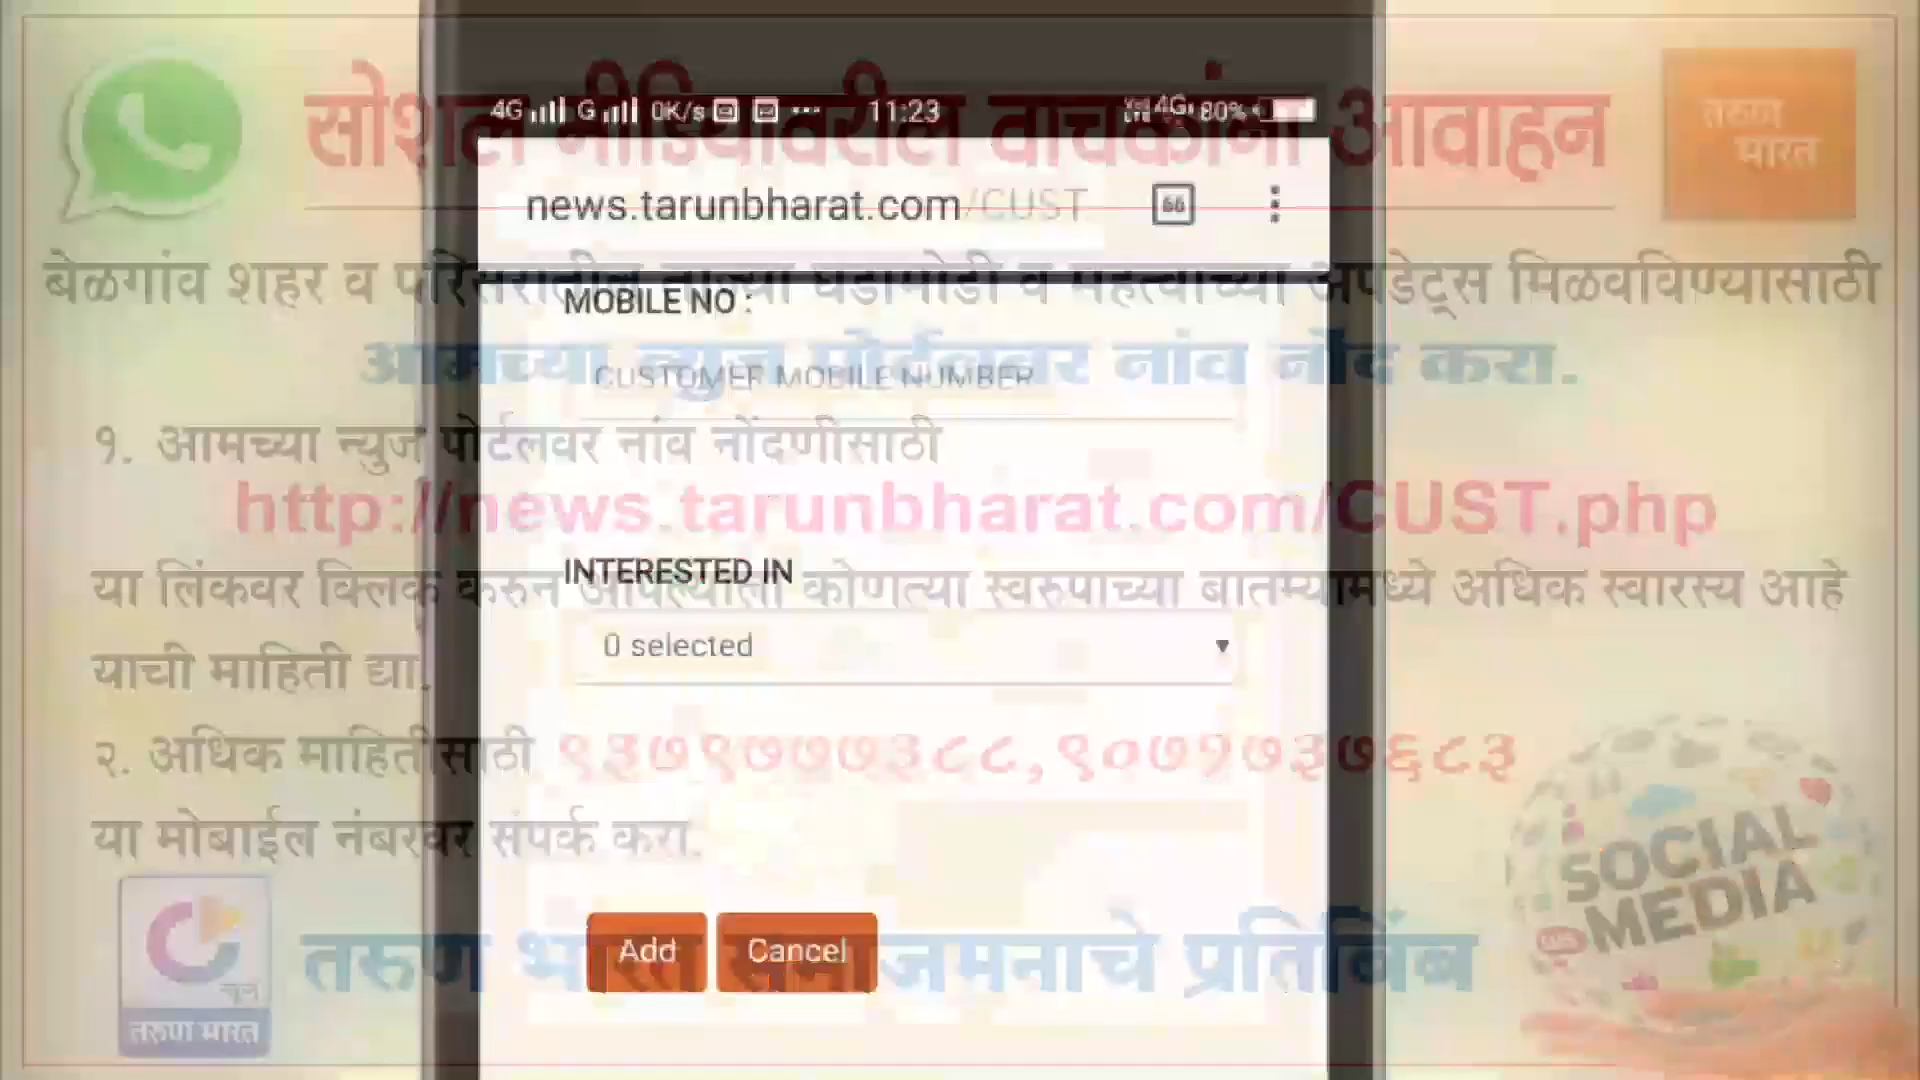 सोशल मीडियावरील वाचकांना आवाहन
तरुण
भारत
4G G 0K/s 11:23 4G 80%
news.tarunbharat.com/CUST
66
बेळगांव शहर व परिसरातील ताज्या घडामोडी व महत्वाच्या अपडेट्स मिळवविण्यासाठी
MOBILE NO :
आमच्या न्युज पोर्टलवर नांव नोंद करा.
CUSTOMER MOBILE NUMBER
१. आमच्या न्युज पोर्टलवर नांव नोंदणीसाठी
http://news.tarunbharat.com/CUST.php
INTERESTED IN
या लिंकवर क्लिक करुन आपल्याला कोणत्या स्वरुपाच्या बातम्यामध्ये अधिक स्वारस्य आहे
0 selected
याची माहिती द्या.
२. अधिक माहितीसाठी ९३७९७७७३८८,९०७१७३७६८३
या मोबाईल नंबरवर संपर्क करा.
SOCIAL
MEDIA
Add Cancel
तरुण भारत समाजमनाचे प्रतिबिंब
तरुण भारत